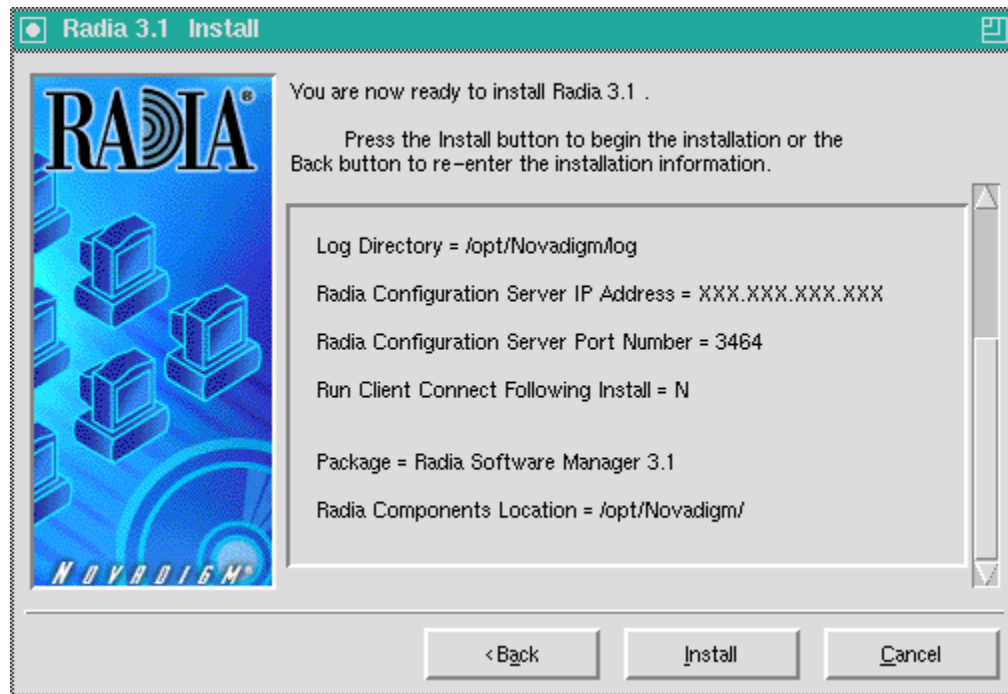 Radia 3.1 Install
RADIA®
NOVADIGM®
You are now ready to install Radia 3.1 .
Press the Install button to begin the installation or the
Back button to re-enter the installation information.
Log Directory = /opt/Novadigm/log
Radia Configuration Server IP Address = XXX.XXX.XXX.XXX
Radia Configuration Server Port Number = 3464
Run Client Connect Following Install = N
Package = Radia Software Manager 3.1
Radia Components Location = /opt/Novadigm/
< Back
Install
Cancel